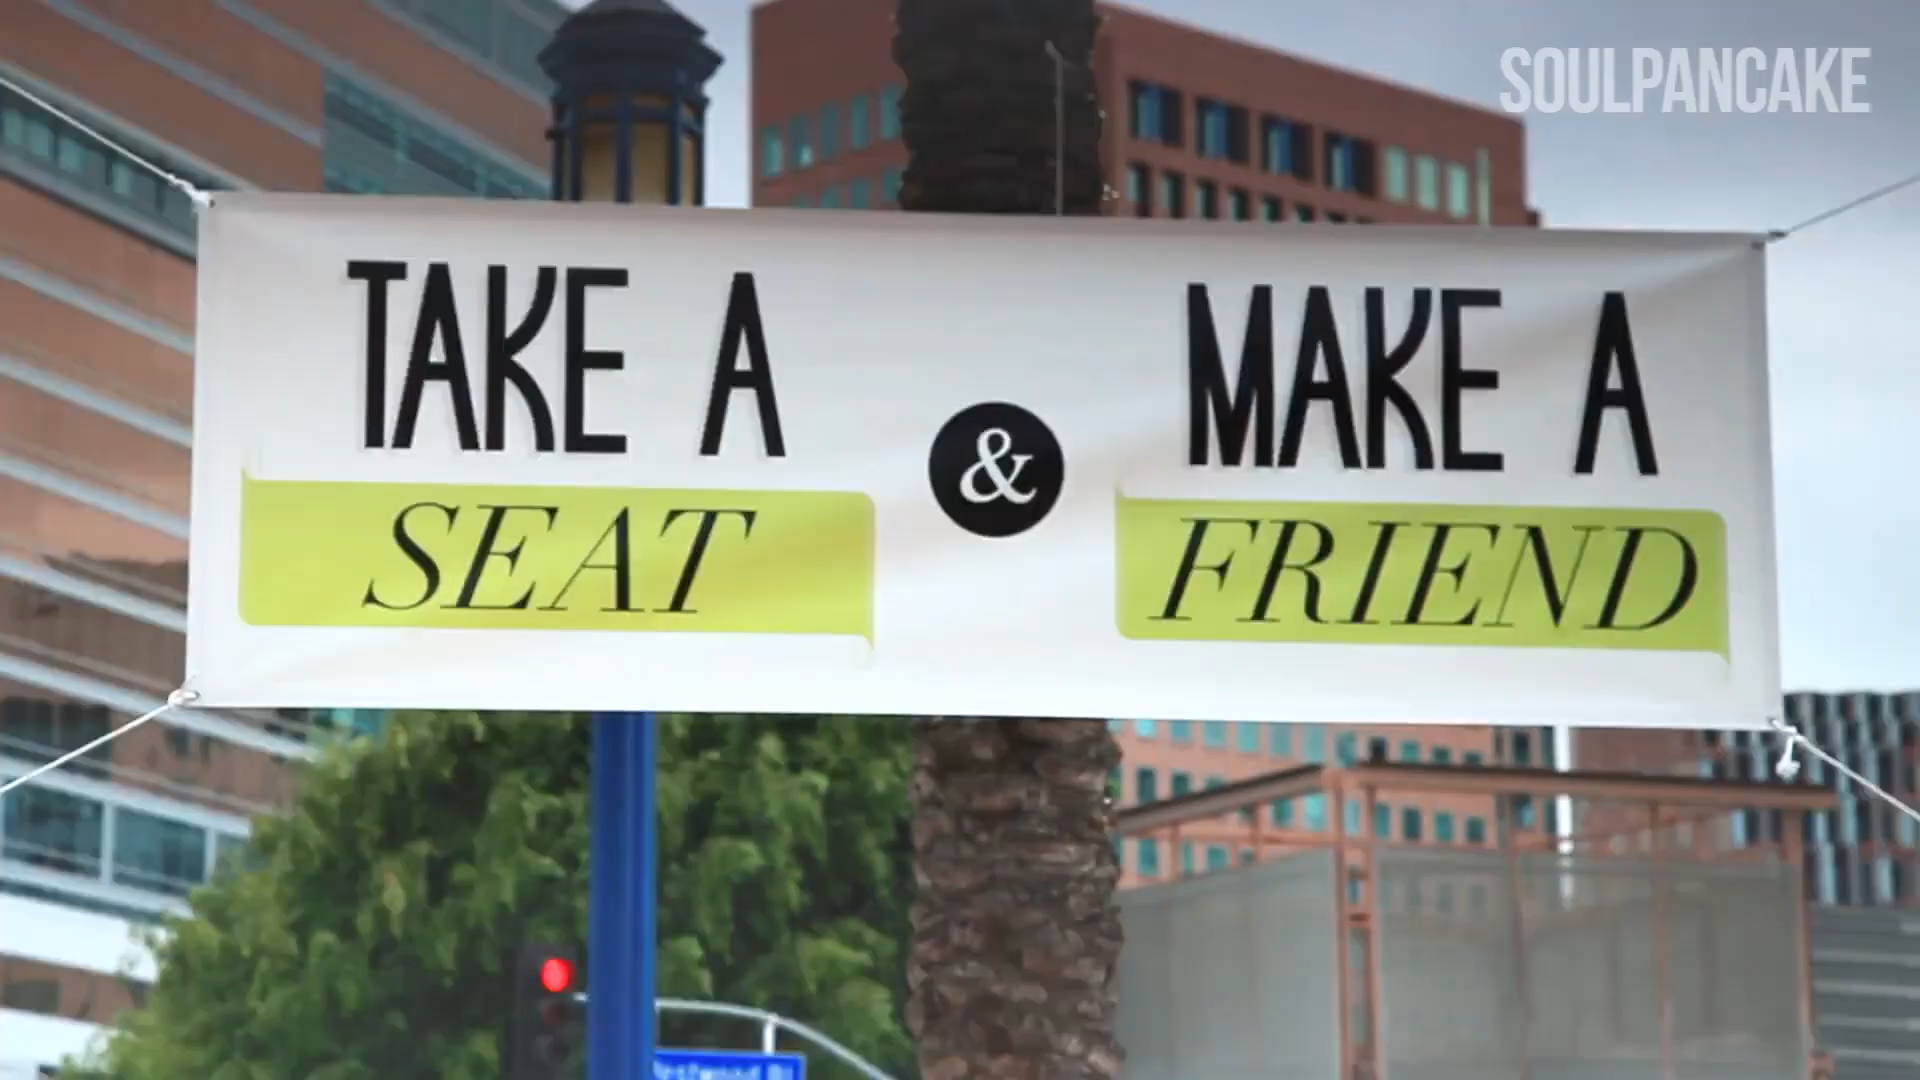 SOULPANCAKE
TAKE A
SEAT
&
MAKE A
FRIEND